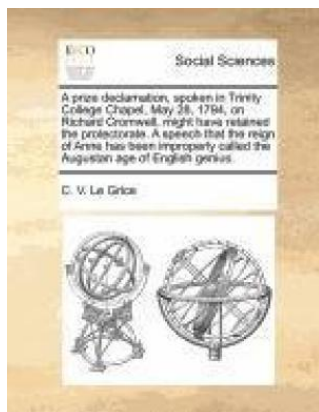 ECCO
Social Sciences
A prize declamation, spoken in Trinity
College Chapel, May 28, 1794, on
Richard Cromwell, might have retained
the protectorate. A speech that the reign
of Anne has been improperly called the
Augustan age of English genius.
C. V. Le Grice